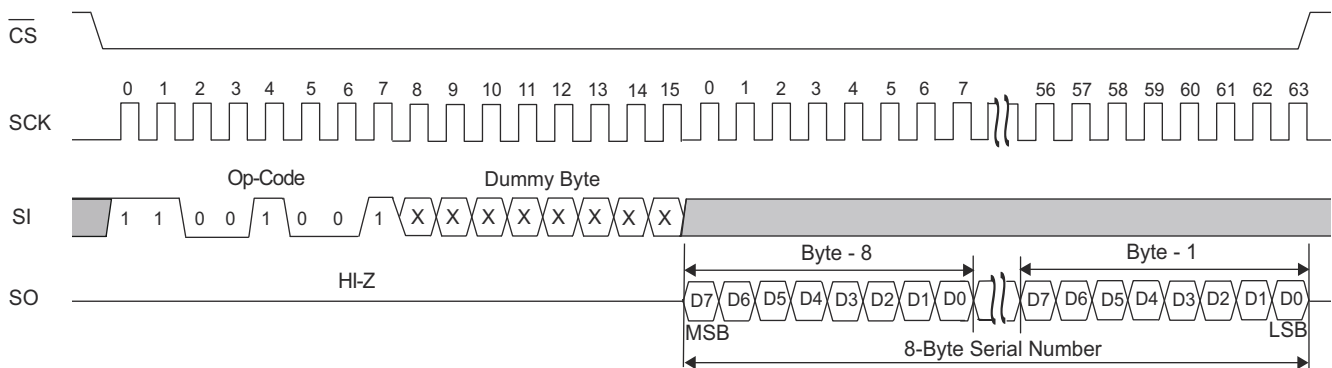 CS
0 1 2 3 4 5 6 7 8 9 10 11 12 13 14 15 0 1 2 3 4 5 6 7 56 57 58 59 60 61 62 63
SCK
Op-Code Dummy Byte
SI 1 1 0 0 1 0 0 1 X X X X X X X X
Byte - 8 Byte - 1
HI-Z
SO D7 D6 D5 D4 D3 D2 D1 D0 D7 D6 D5 D4 D3 D2 D1 D0
MSB LSB
8-Byte Serial Number